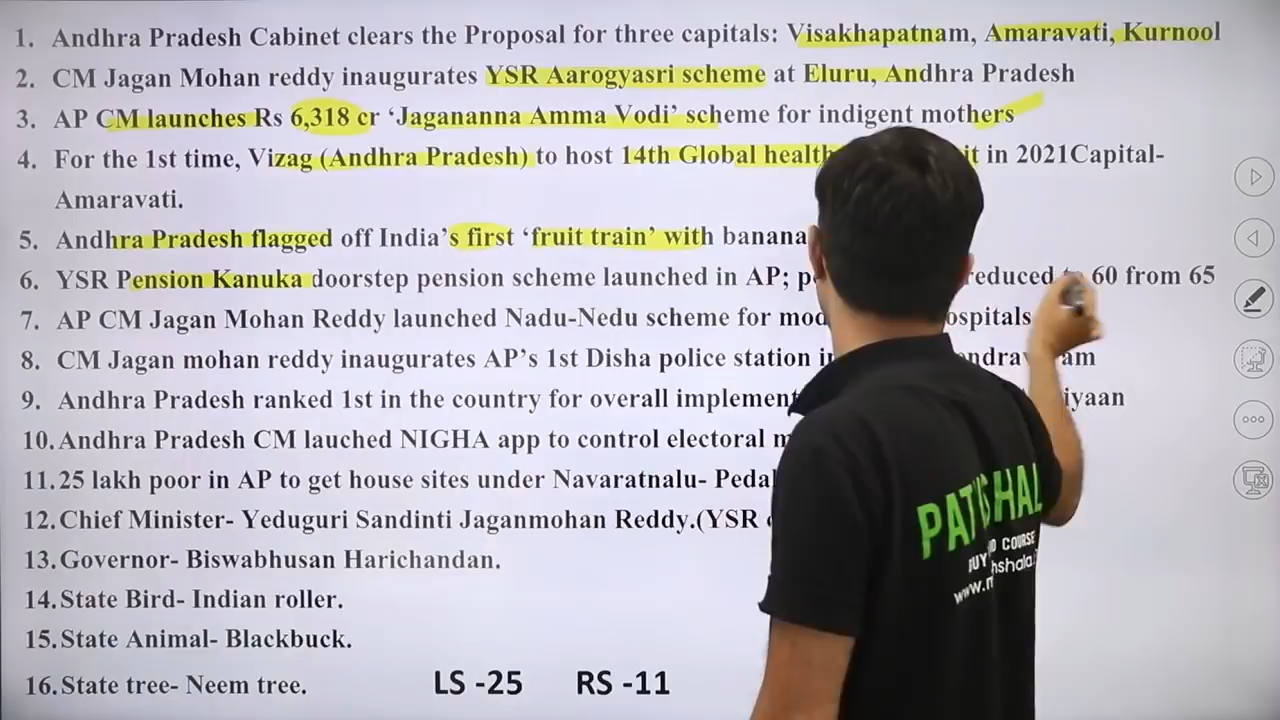 1. Andhra Pradesh Cabinet clears the Proposal for three capitals: Visakhapatnam, Amaravati, Kurnool
2. CM Jagan Mohan reddy inaugurates YSR Aarogyasri scheme at Eluru, Andhra Pradesh
3. AP CM launches Rs 6,318 cr ‘Jagananna Amma Vodi’ scheme for indigent mothers
4. For the 1st time, Vizag (Andhra Pradesh) to host 14th Global health in 2021Capital-
Amaravati.
5. Andhra Pradesh flagged off India’s first ‘fruit train’ with banana
6. YSR Pension Kanuka doorstep pension scheme launched in AP; reduced 60 from 65
7. AP CM Jagan Mohan Reddy launched Nadu-Nedu scheme for
8. CM Jagan mohan reddy inaugurates AP’s 1st Disha police station
9. Andhra Pradesh ranked 1st in the country for overall
10. Andhra Pradesh CM lauched NIGHA app to control electoral
11. 25 lakh poor in AP to get house sites under Navaratnalu-
12. Chief Minister- Yeduguri Sandinti Jaganmohan Reddy.(YSR
13. Governor- Biswabhusan Harichandan.
14. State Bird- Indian roller.
15. State Animal- Blackbuck.
16. State tree- Neem tree. LS -25 RS -11
COURSE